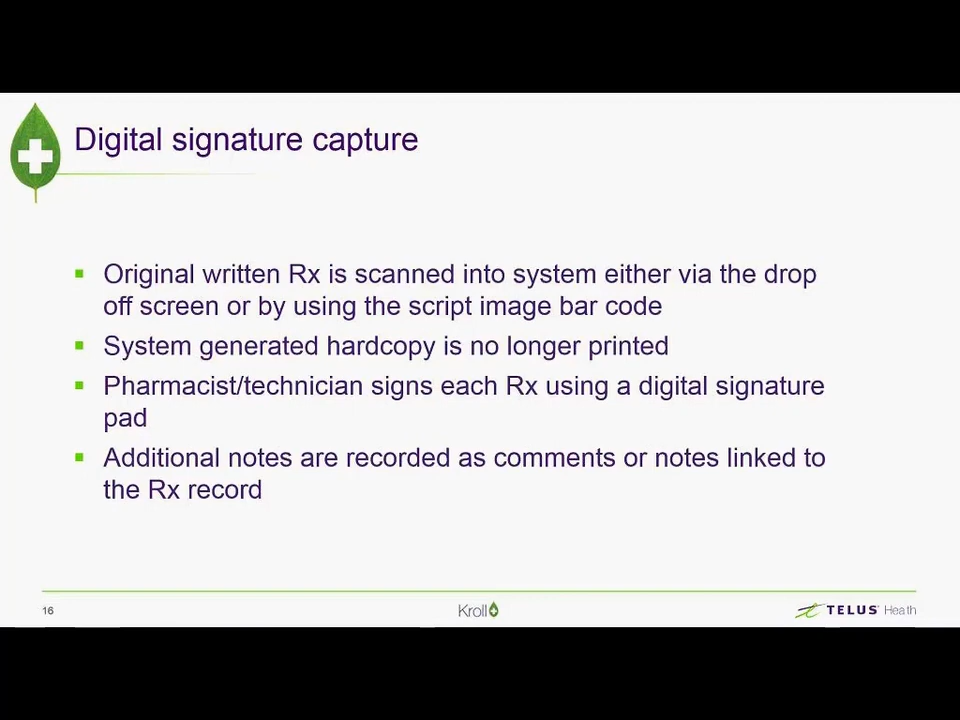 Digital signature capture
Original written Rx is scanned into system either via the drop
off screen or by using the script image bar code
System generated hardcopy is no longer printed
Pharmacist/technician signs each Rx using a digital signature
pad
Additional notes are recorded as comments or notes linked to
the Rx record
16
Kroll
TELUS Health